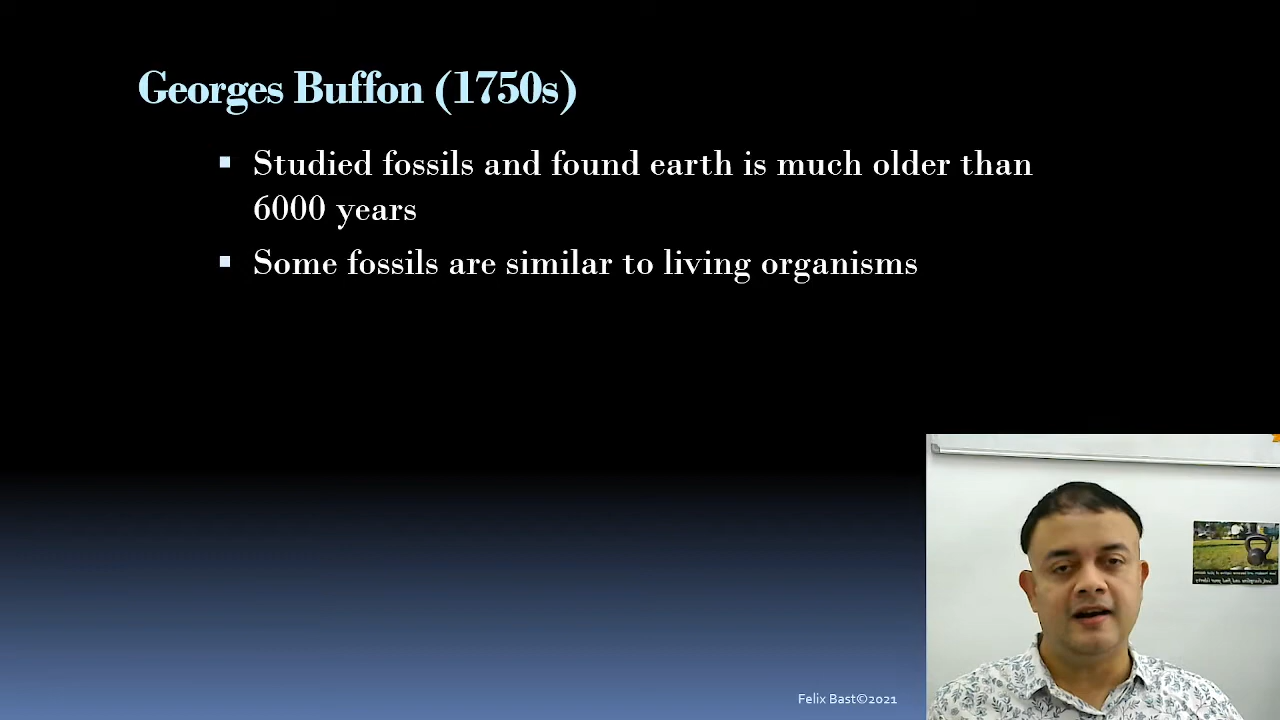 Georges Buffon (1750s)
Studied fossils and found earth is much older than
6000 years
Some fossils are similar to living organisms
Felix Bast©2021